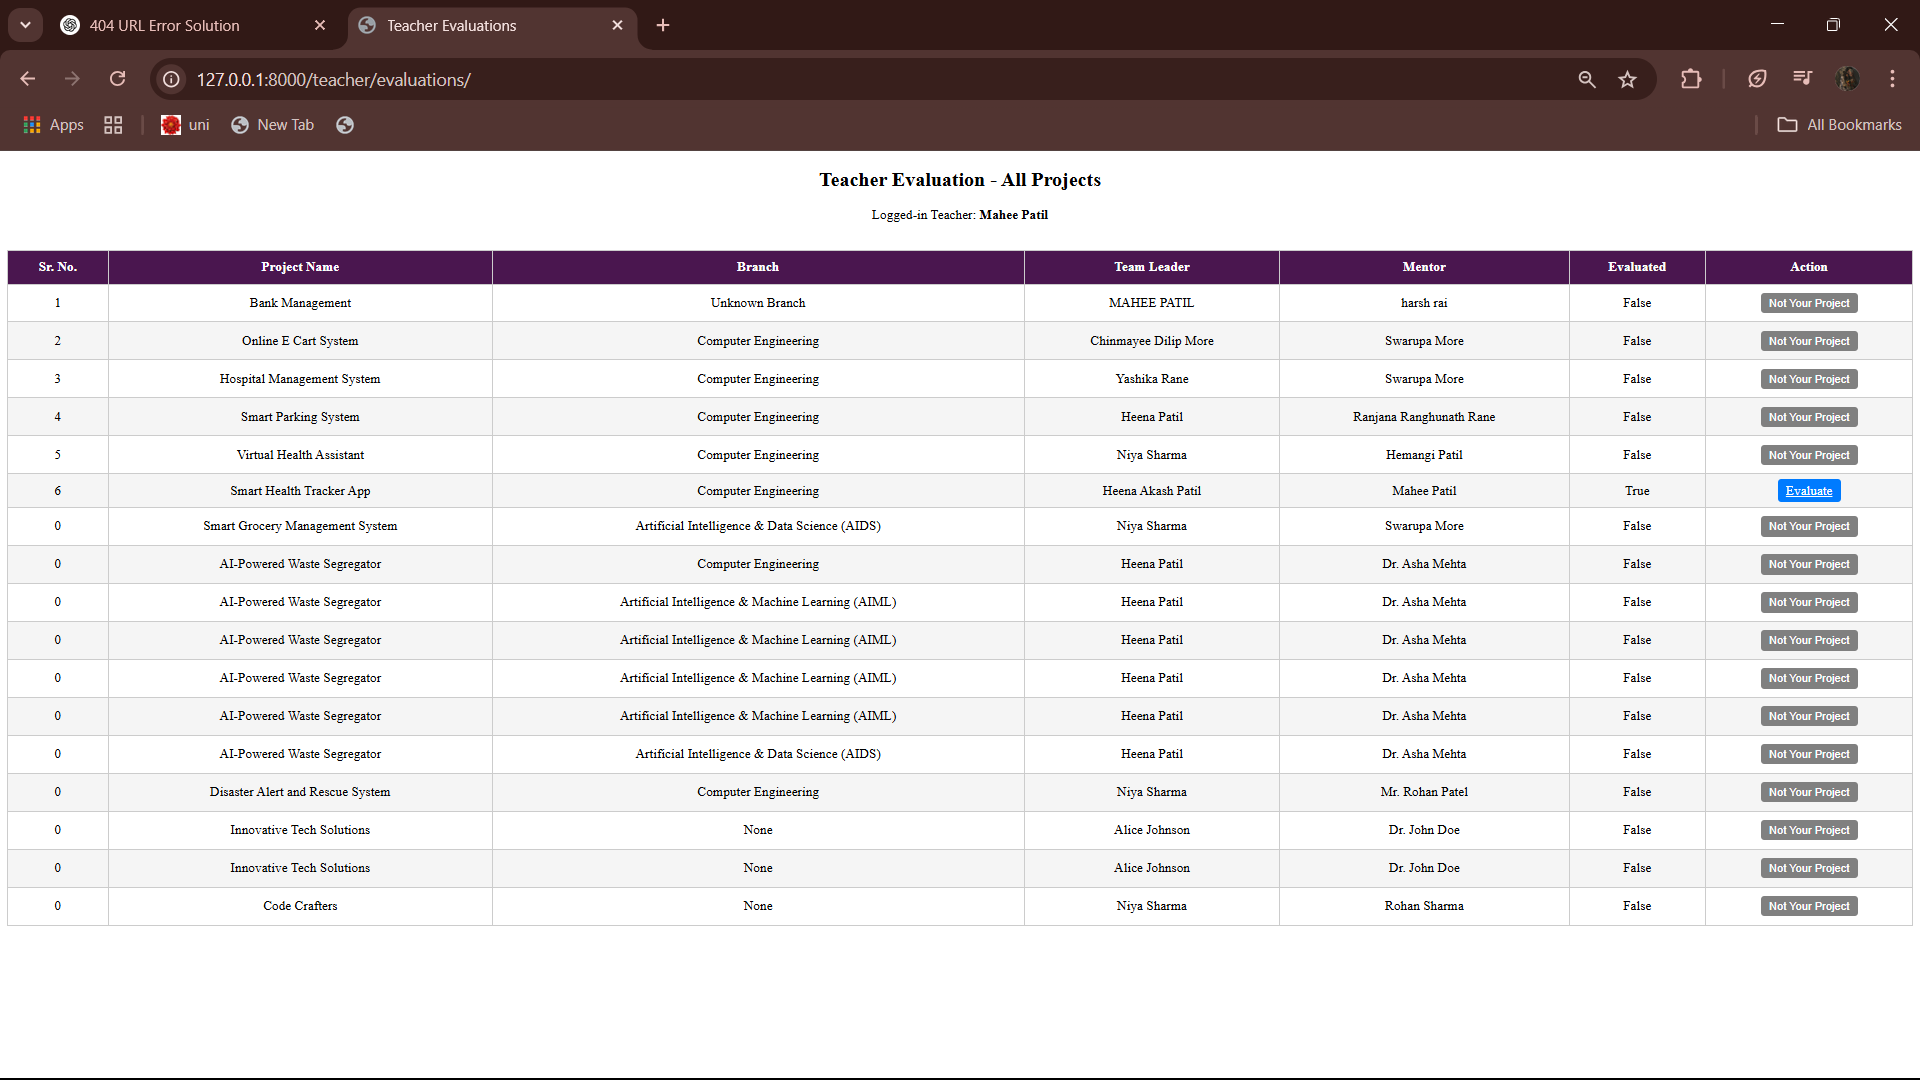 404 URL Error Solution
Teacher Evaluations
127.0.0.1:8000/teacher/evaluations/
Apps uni New Tab All Bookmarks
Teacher Evaluation - All Projects
Logged-in Teacher: Mahee Patil
Sr. No. Project Name Branch Team Leader Mentor Evaluated Action
1 Bank Management Unknown Branch MAHEE PATIL harsh rai False Not Your Project
2 Online E Cart System Computer Engineering Chinmayee Dilip More Swarupa More False Not Your Project
3 Hospital Management System Computer Engineering Yashika Rane Swarupa More False Not Your Project
4 Smart Parking System Computer Engineering Heena Patil Ranjana Ranghunath Rane False Not Your Project
5 Virtual Health Assistant Computer Engineering Niya Sharma Hemangi Patil False Not Your Project
6 Smart Health Tracker App Computer Engineering Heena Akash Patil Mahee Patil True Evaluate
0 Smart Grocery Management System Artificial Intelligence & Data Science (AIDS) Niya Sharma Swarupa More False Not Your Project
0 AI-Powered Waste Segregator Computer Engineering Heena Patil Dr. Asha Mehta False Not Your Project
0 AI-Powered Waste Segregator Artificial Intelligence & Machine Learning (AIML) Heena Patil Dr. Asha Mehta False Not Your Project
0 AI-Powered Waste Segregator Artificial Intelligence & Machine Learning (AIML) Heena Patil Dr. Asha Mehta False Not Your Project
0 AI-Powered Waste Segregator Artificial Intelligence & Machine Learning (AIML) Heena Patil Dr. Asha Mehta False Not Your Project
0 AI-Powered Waste Segregator Artificial Intelligence & Machine Learning (AIML) Heena Patil Dr. Asha Mehta False Not Your Project
0 AI-Powered Waste Segregator Artificial Intelligence & Data Science (AIDS) Heena Patil Dr. Asha Mehta False Not Your Project
0 Disaster Alert and Rescue System Computer Engineering Niya Sharma Mr. Rohan Patel False Not Your Project
0 Innovative Tech Solutions None Alice Johnson Dr. John Doe False Not Your Project
0 Innovative Tech Solutions None Alice Johnson Dr. John Doe False Not Your Project
0 Code Crafters None Niya Sharma Rohan Sharma False Not Your Project